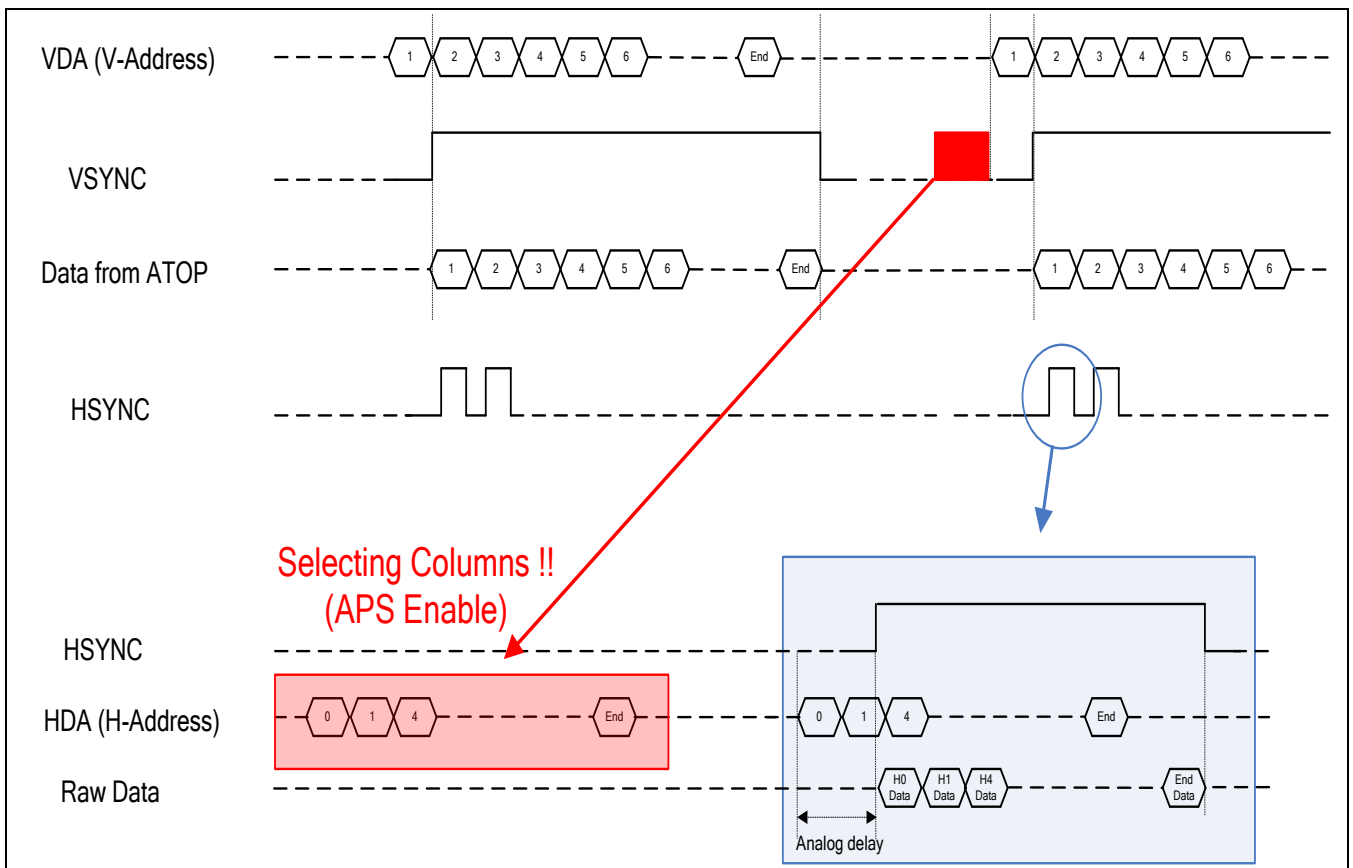 VDA (V-Address)
1 2 3 4 5 6 End 1 2 3 4 5 6
VSYNC
Data from ATOP
1 2 3 4 5 6 End 1 2 3 4 5 6
HSYNC
Selecting Columns !!
(APS Enable)
HSYNC
HDA (H-Address)
0 1 4 End 0 1 4 End
Raw Data
H0 H1 H4 End
Data Data Data Data
Analog delay